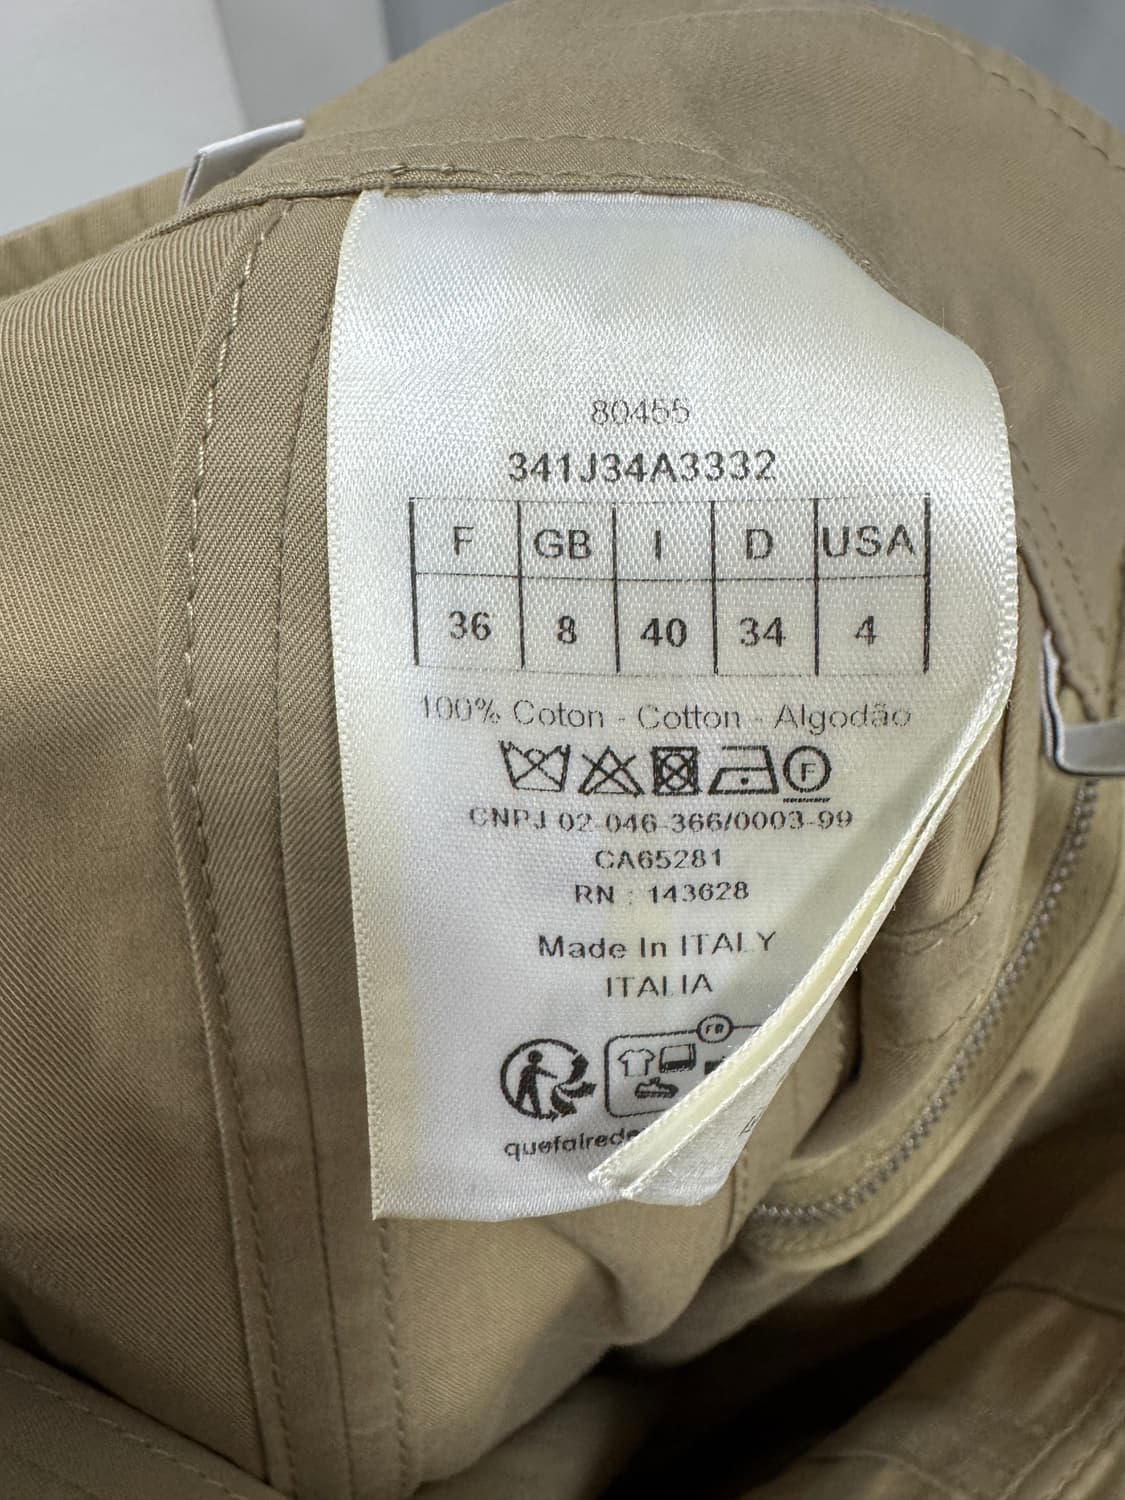 80455
341J34A3332
F GB I D USA
36 8 40 34 4
100% Coton - Cotton - Algodão
F
CNPJ 02-046-366/0003-99
CA65281
RN : 143628
Made In ITALY
ITALIA
FR